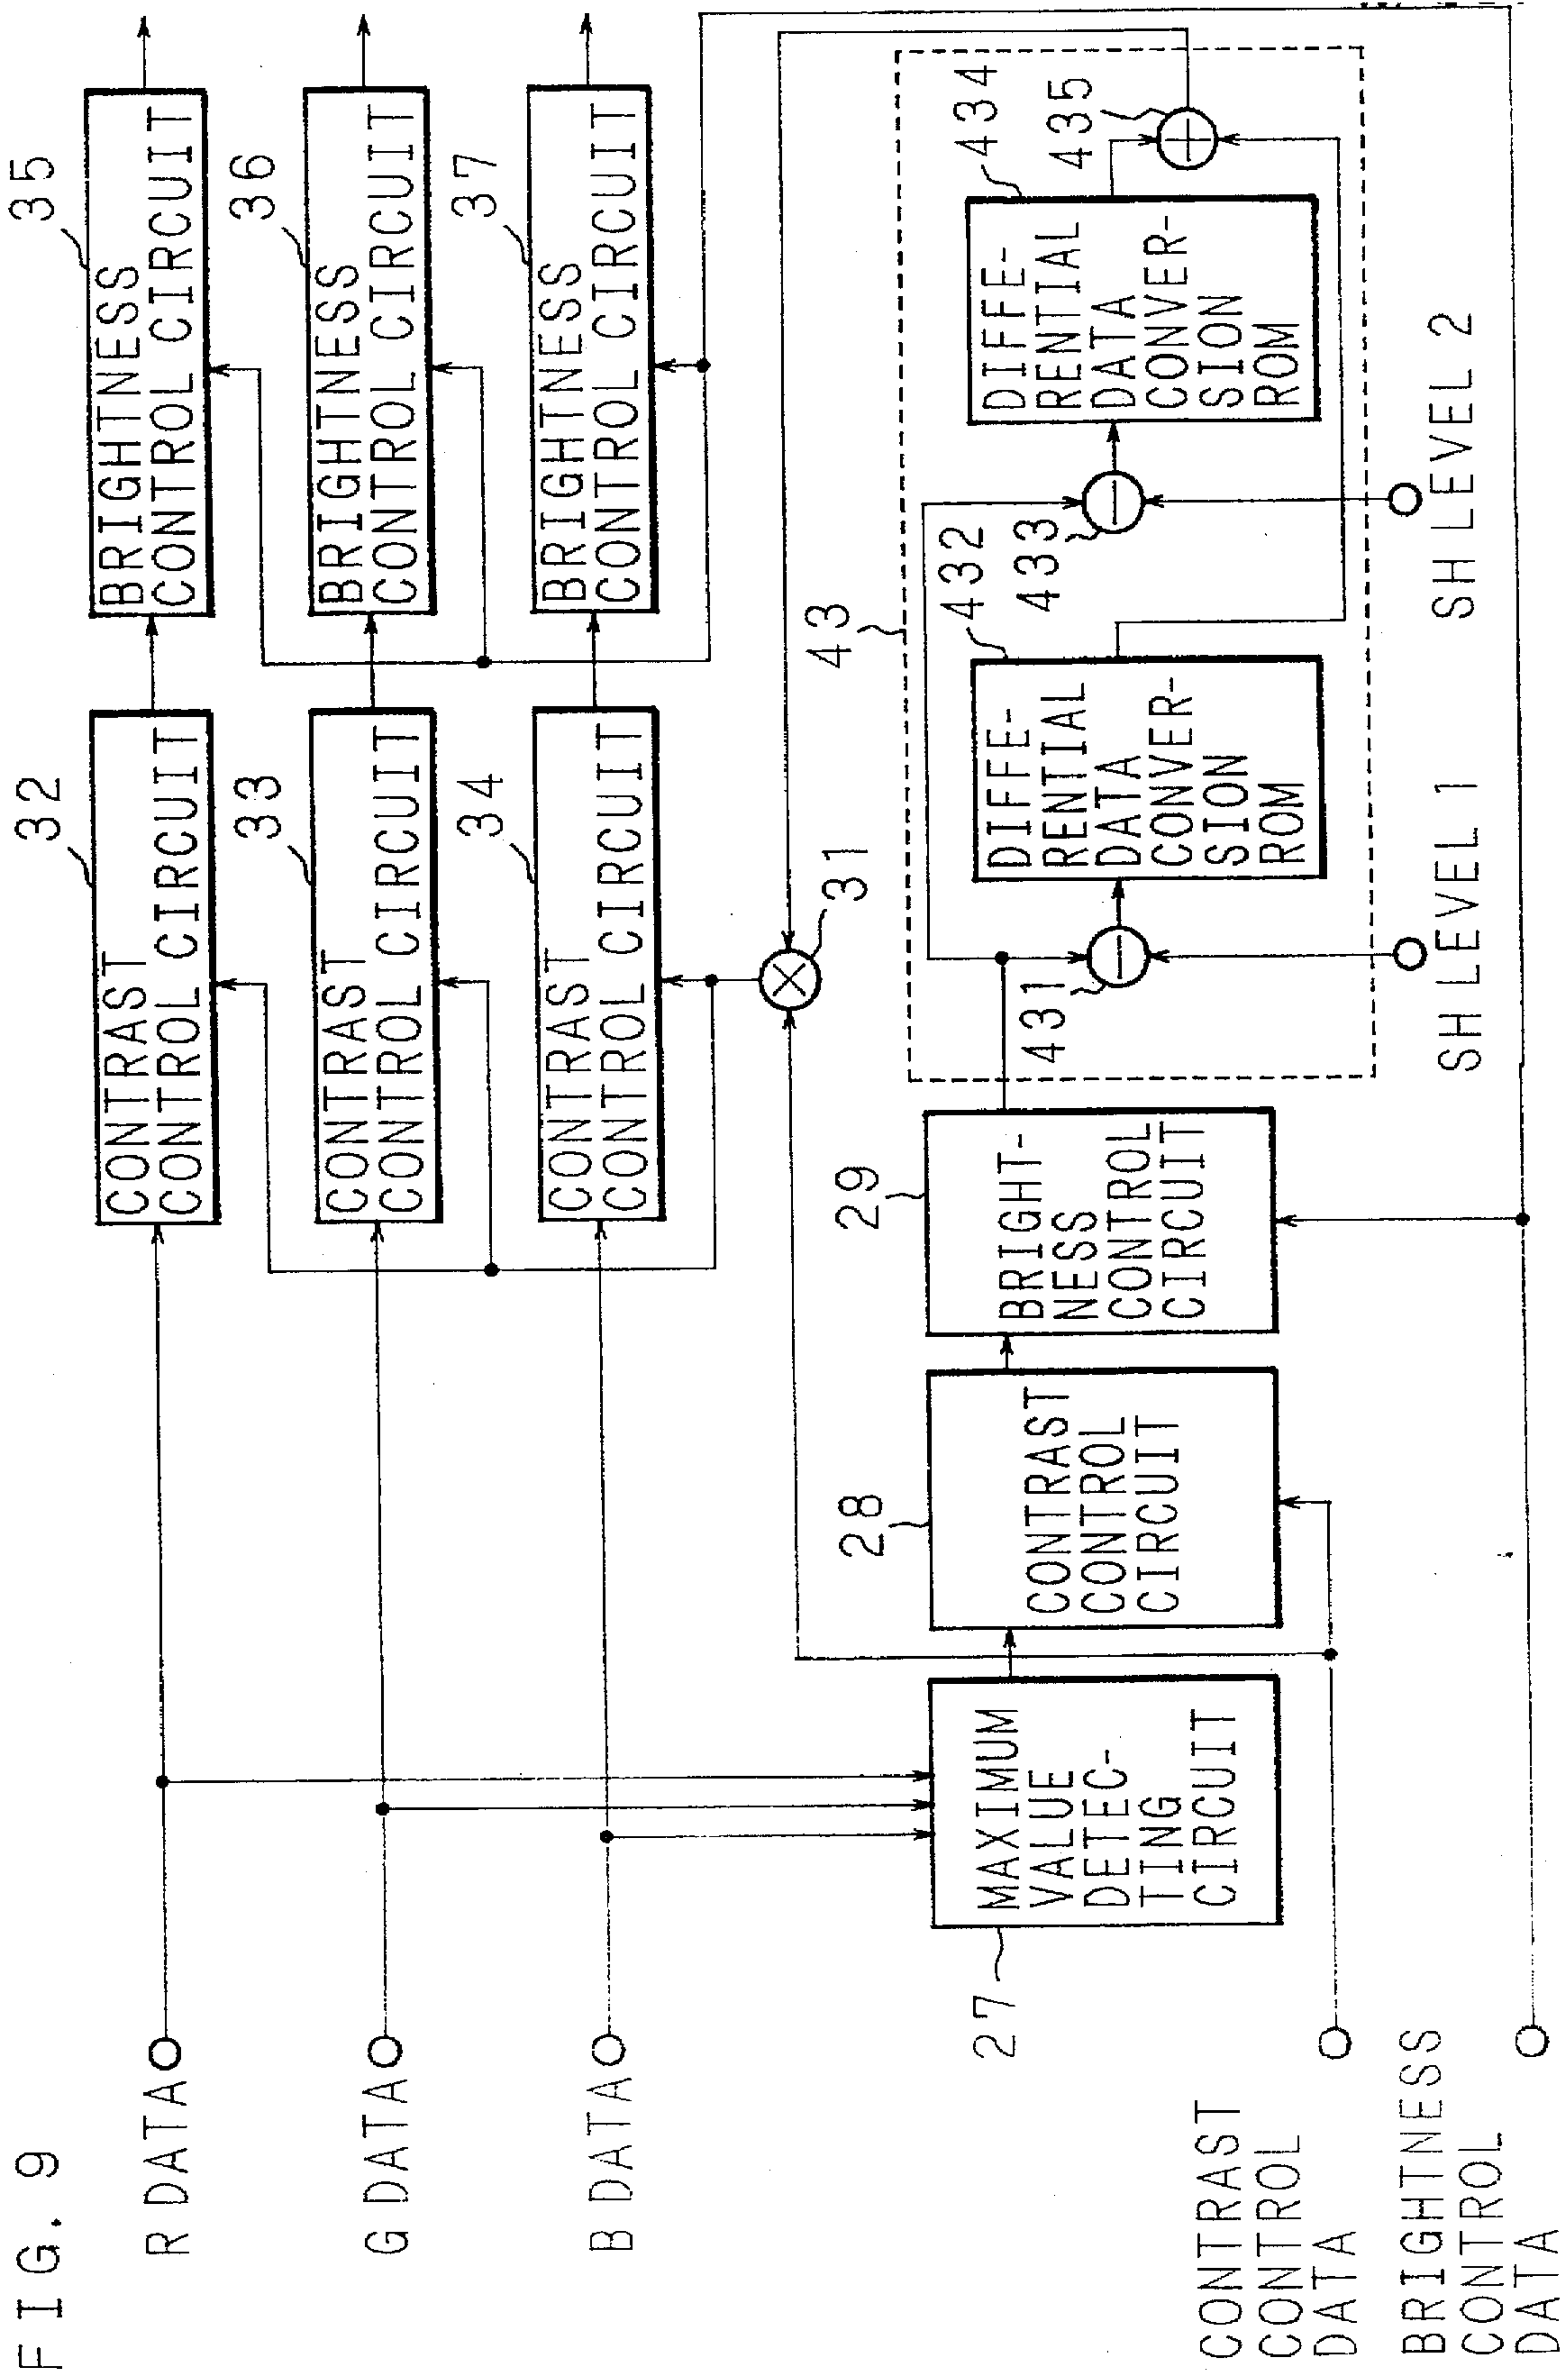 FIG. 9
R DATA
G DATA
B DATA
32
CONTRAST
CONTROL CIRCUIT
35
BRIGHTNESS
CONTROL CIRCUIT
33
CONTRAST
CONTROL CIRCUIT
36
BRIGHTNESS
CONTROL CIRCUIT
34
CONTRAST
CONTROL CIRCUIT
37
BRIGHTNESS
CONTROL CIRCUIT
31
43
27
MAXIMUM
VALUE
DETEC-
TING
CIRCUIT
28
CONTRAST
CONTROL
CIRCUIT
29
BRIGHT-
NESS
CONTROL
CIRCUIT
431
432
DIFFE-
RENTIAL
DATA
CONVER-
SION
ROM
433
434
DIFFE-
RENTIAL
DATA
CONVER-
SION
ROM
435
SH LEVEL 1
SH LEVEL 2
CONTRAST
CONTROL
DATA
BRIGHTNESS
CONTROL
DATA